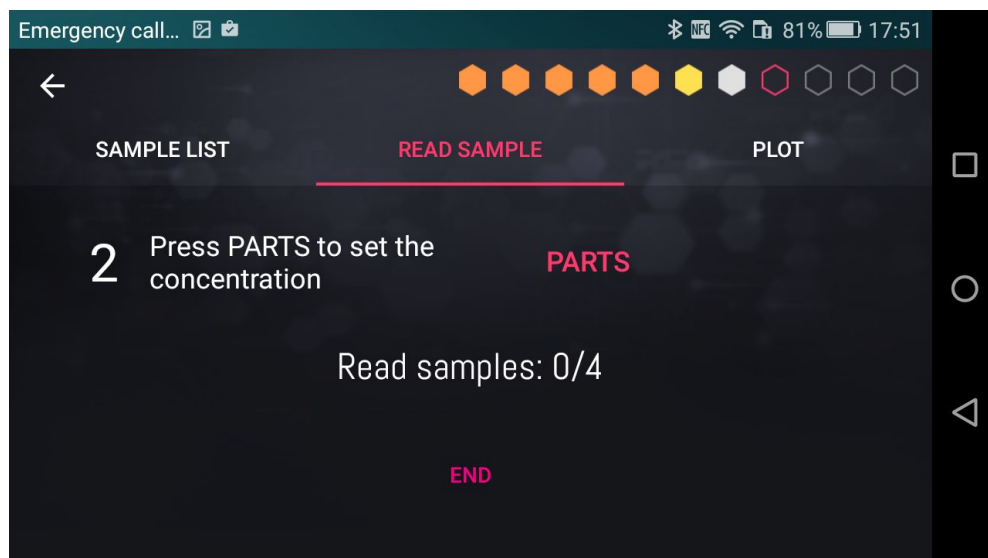 Emergency call... NFC 81% 17:51
SAMPLE LIST READ SAMPLE PLOT
2 Press PARTS to set the
concentration
PARTS
Read samples: 0/4
END